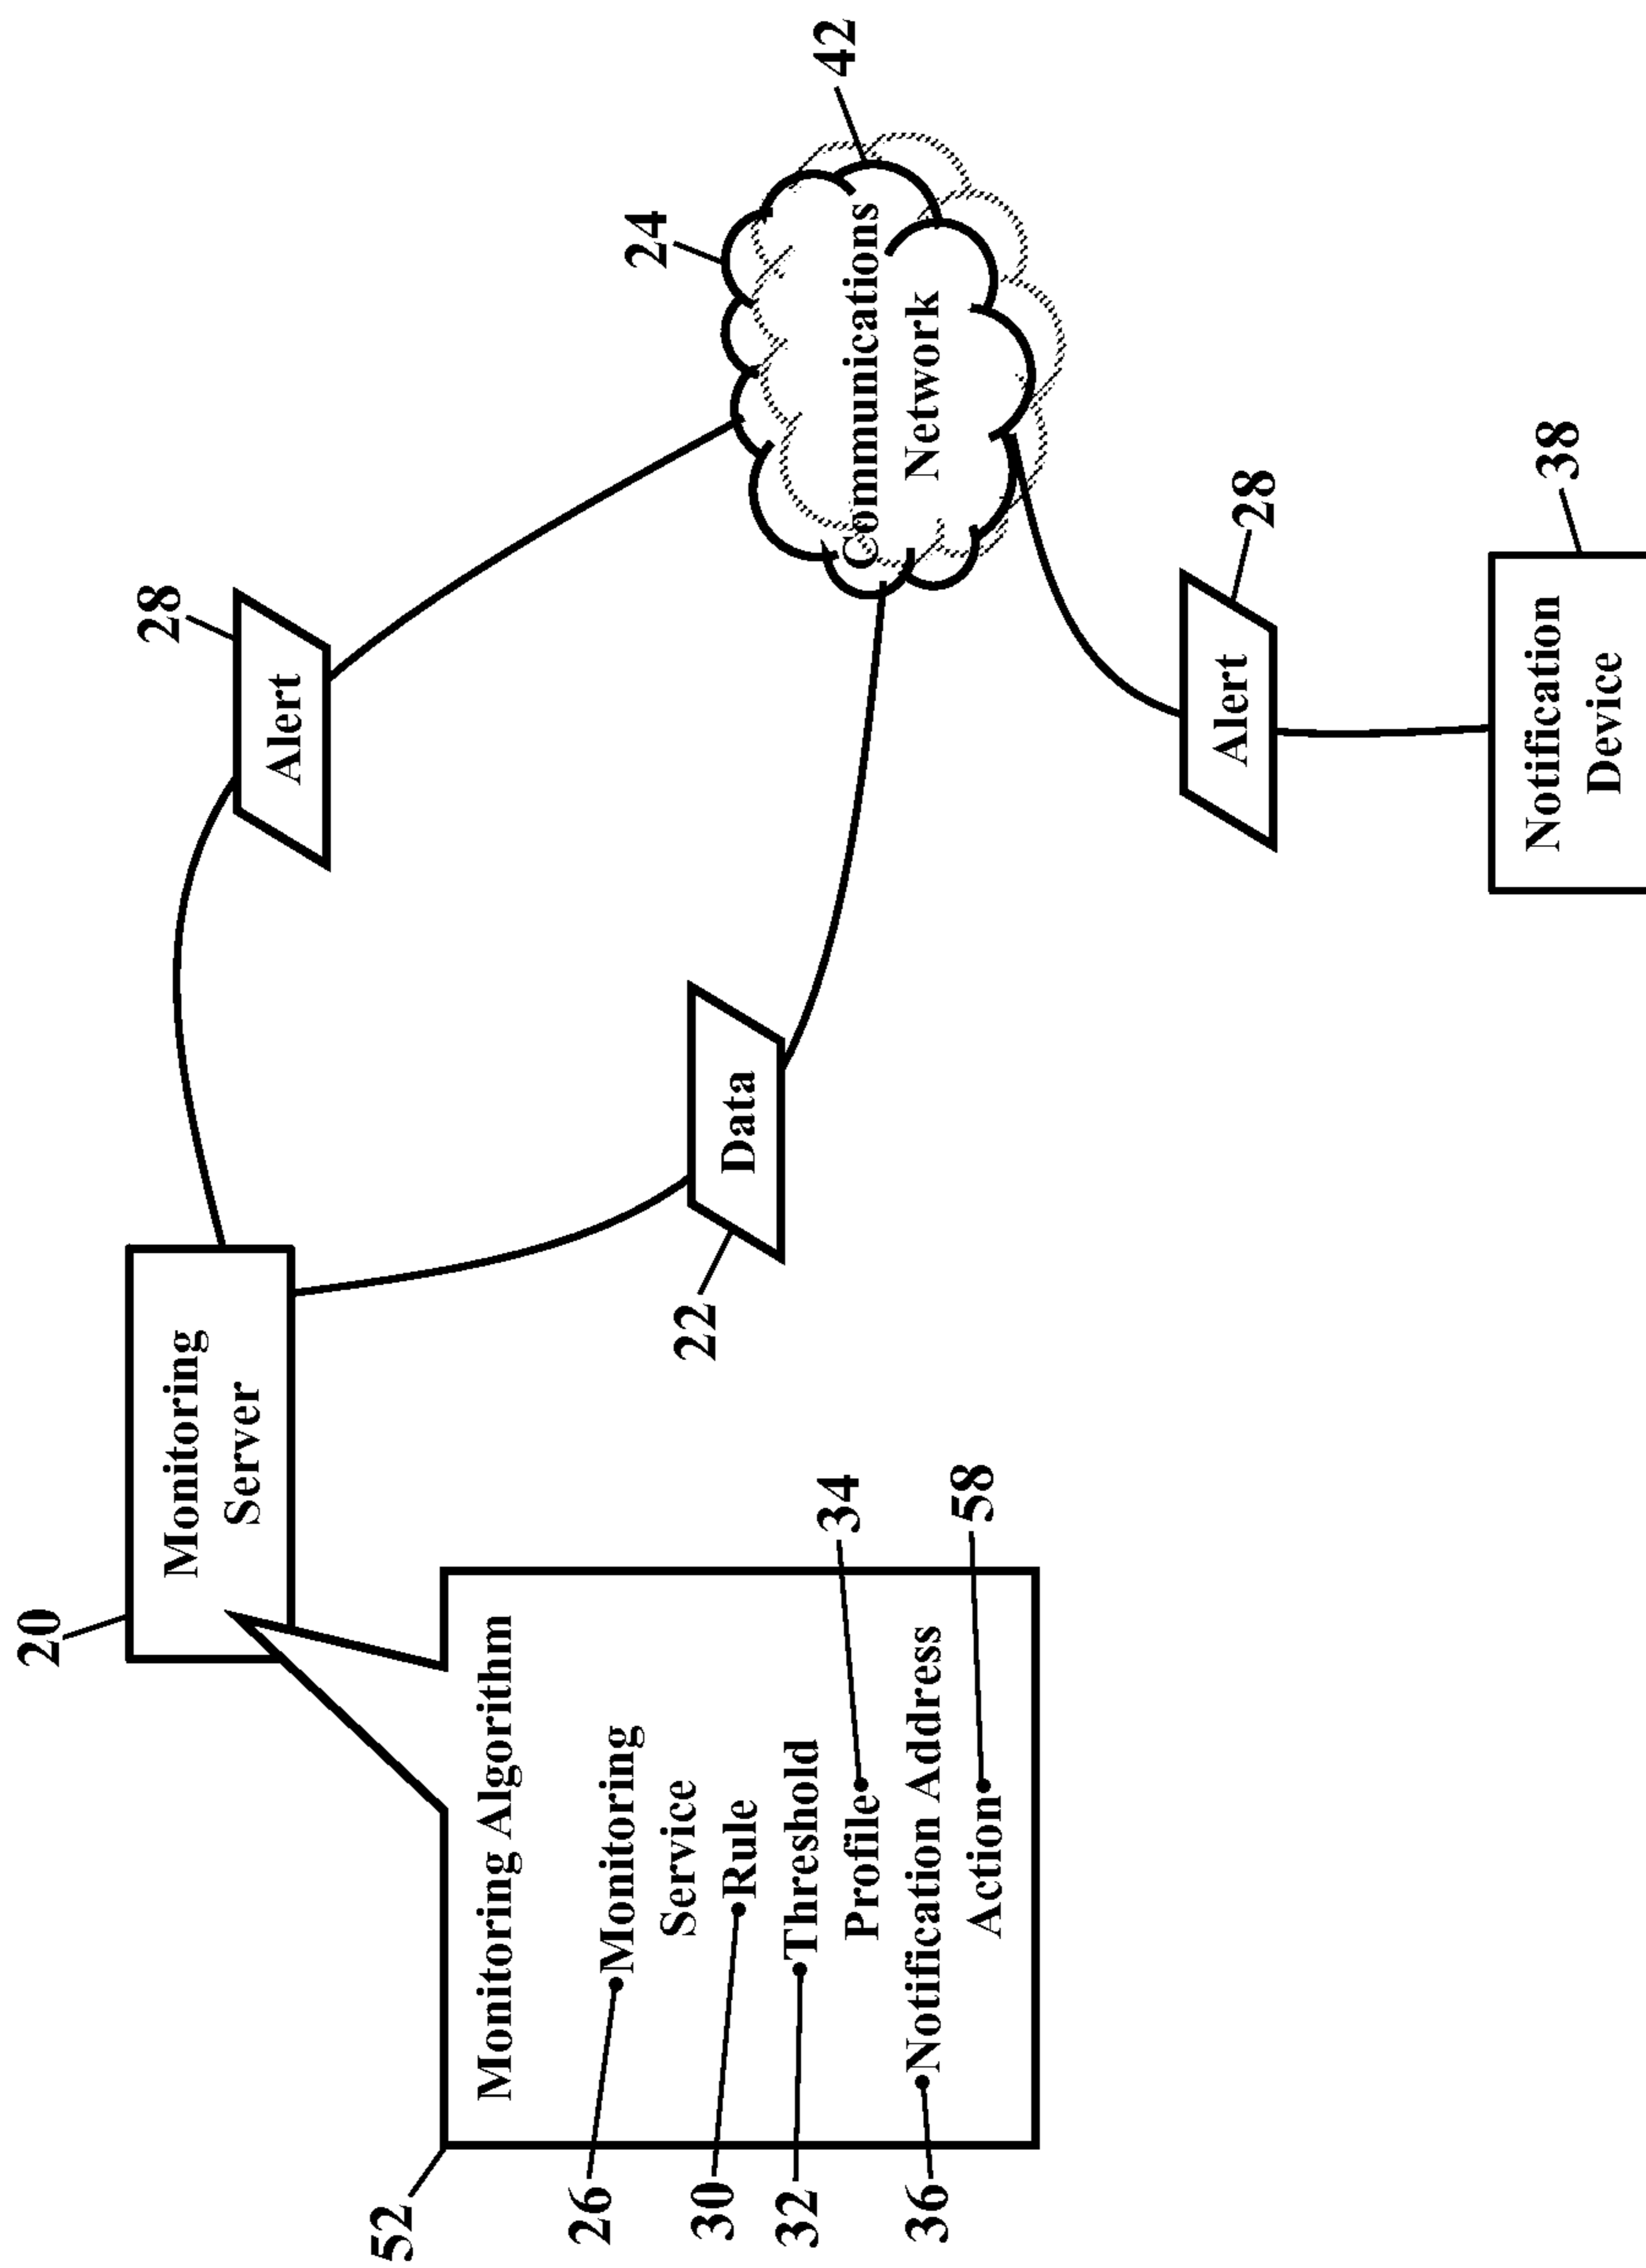 20
Monitoring
Server
28
Alert
52
Monitoring Algorithm
26
Monitoring
Service
30
Rule
32
Threshold
34
Profile
36
Notification Address
58
Action
22
Data
24
42
Communications
Network
28
Alert
38
Notification
Device